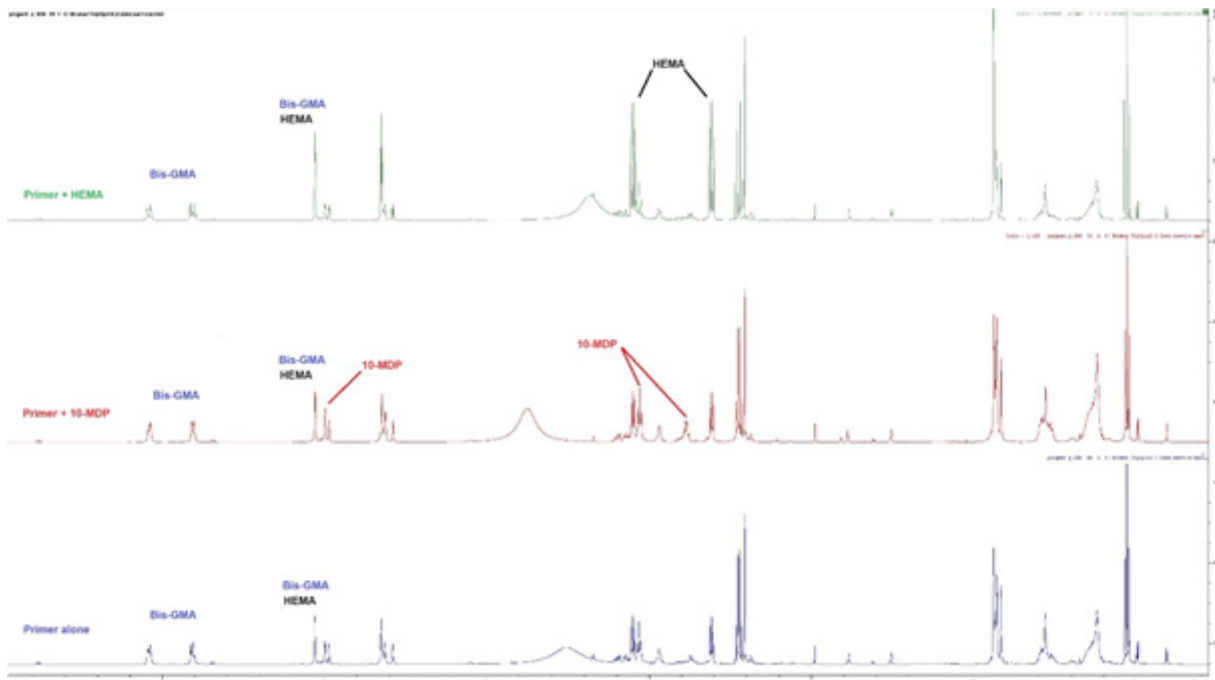 HEMA
Bis-GMA
HEMA
Bis-GMA
Primer + HEMA
10-MDP
Bis-GMA
HEMA
10-MDP
Bis-GMA
Primer + 10-MDP
Bis-GMA
HEMA
Bis-GMA
Primer alone